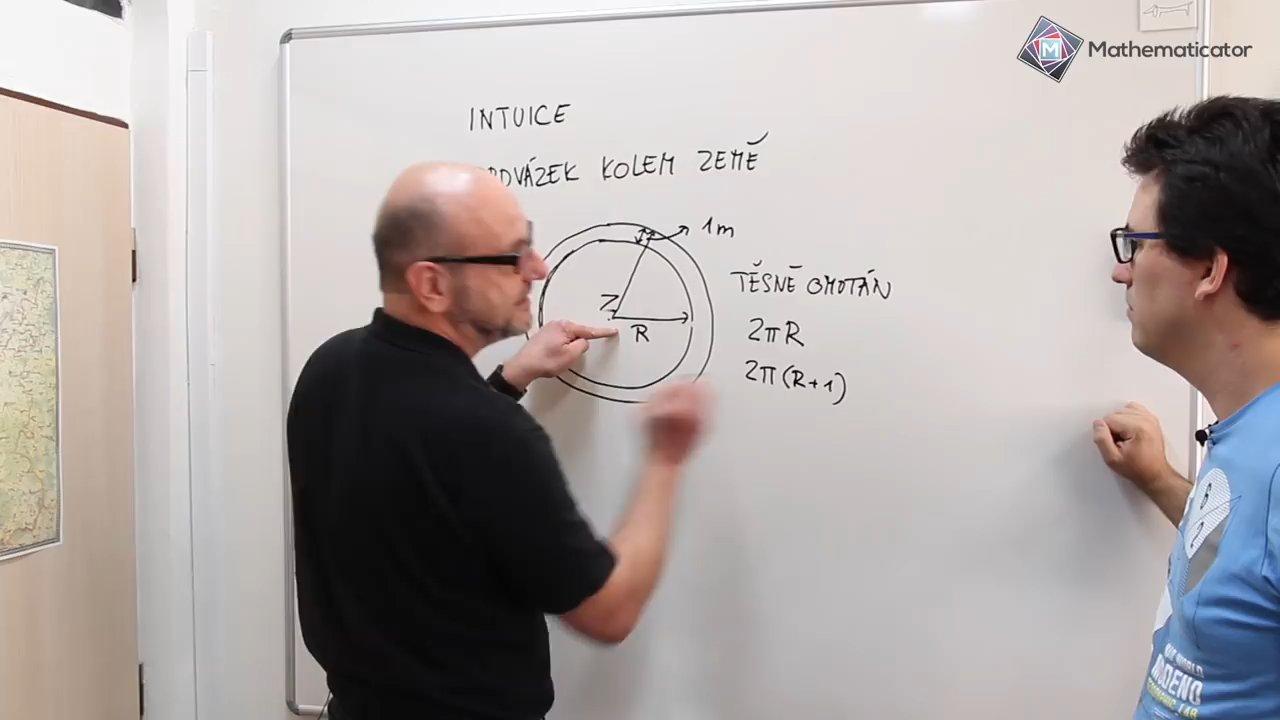 Mathematicator
INTUICE
PROVÁZEK KOLEM ZEMĚ
1m
TĚSNĚ OMOTÁN
Z
R
2πR
2π(R+1)